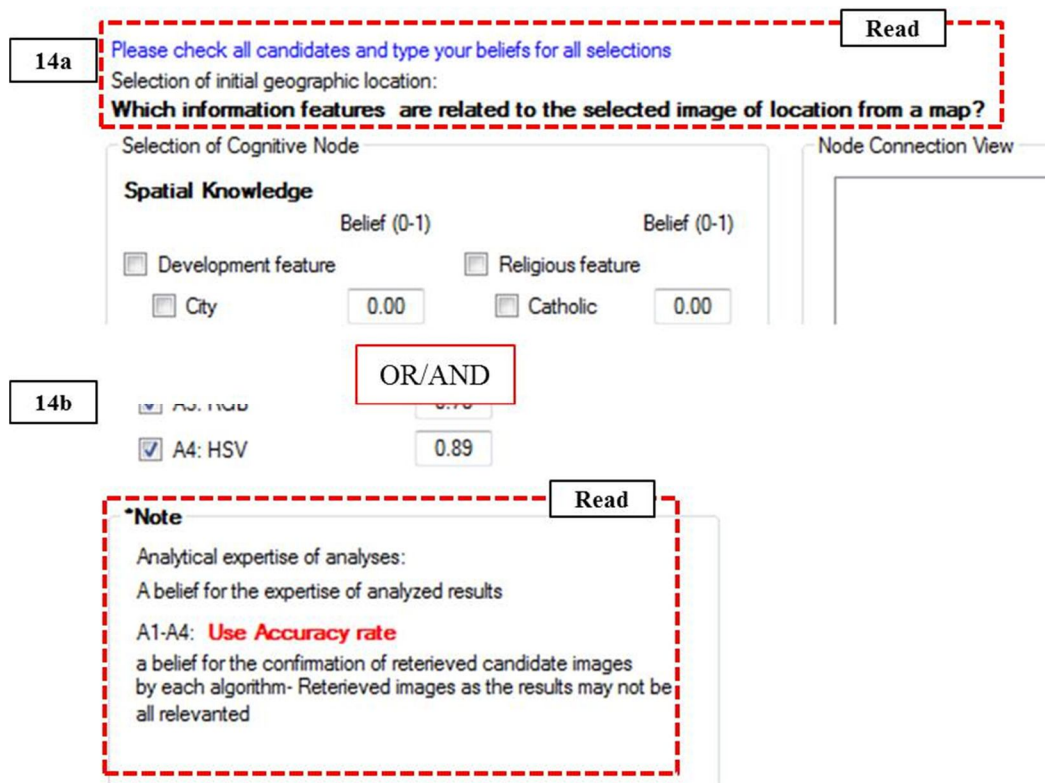 Read
14a
Please check all candidates and type your beliefs for all selections
Selection of initial geographic location:
Which information features are related to the selected image of location from a map?
Selection of Cognitive Node
Node Connection View
Spatial Knowledge
Belief (0-1) Belief (0-1)
Development feature Religious feature
City 0.00 Catholic 0.00
OR/AND
14b
A4: HSV 0.89
Read
*Note
Analytical expertise of analyses:
A belief for the expertise of analyzed results
A1-A4: Use Accuracy rate
a belief for the confirmation of reterieved candidate images
by each algorithm- Reterieved images as the results may not be
all relevanted